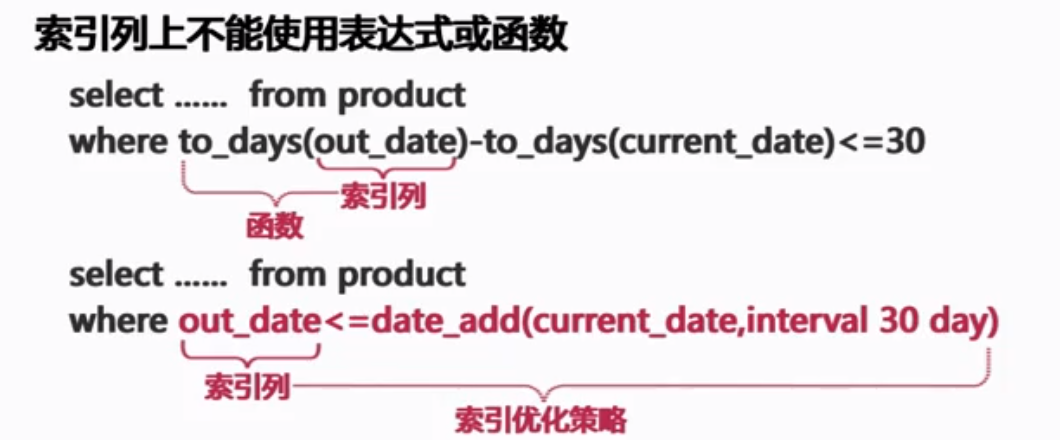 索引列上不能使用表达式或函数
select ...... from product
where to_days(out_date)-to_days(current_date)<=30
索引列
函数
select ...... from product
where out_date<=date_add(current_date,interval 30 day)
索引列
索引优化策略